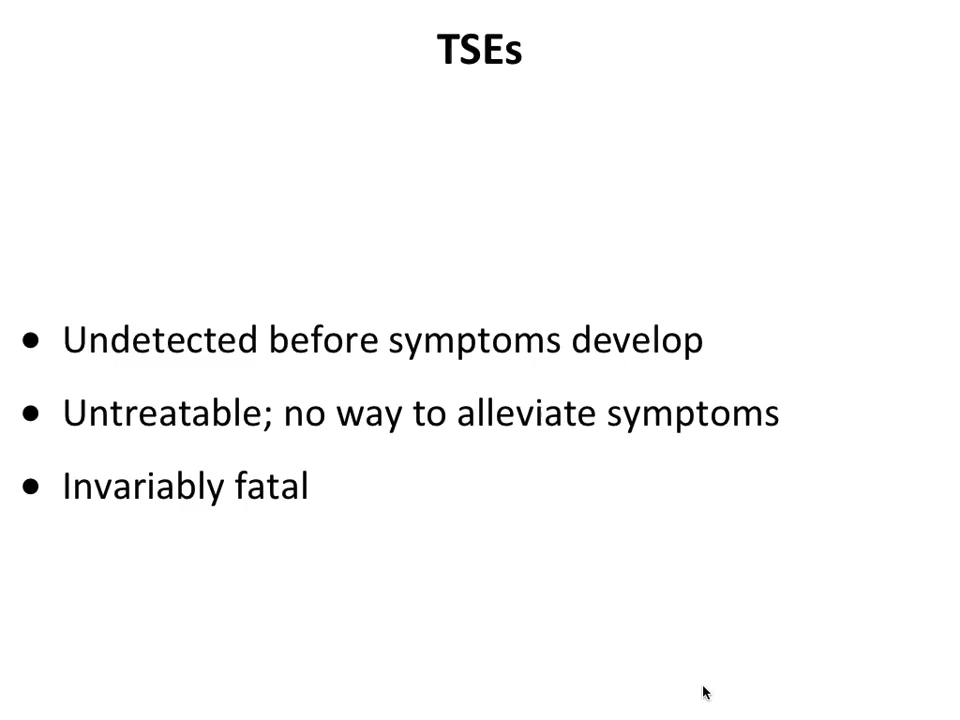 TSEs
• Undetected before symptoms develop
• Untreatable; no way to alleviate symptoms
• Invariably fatal